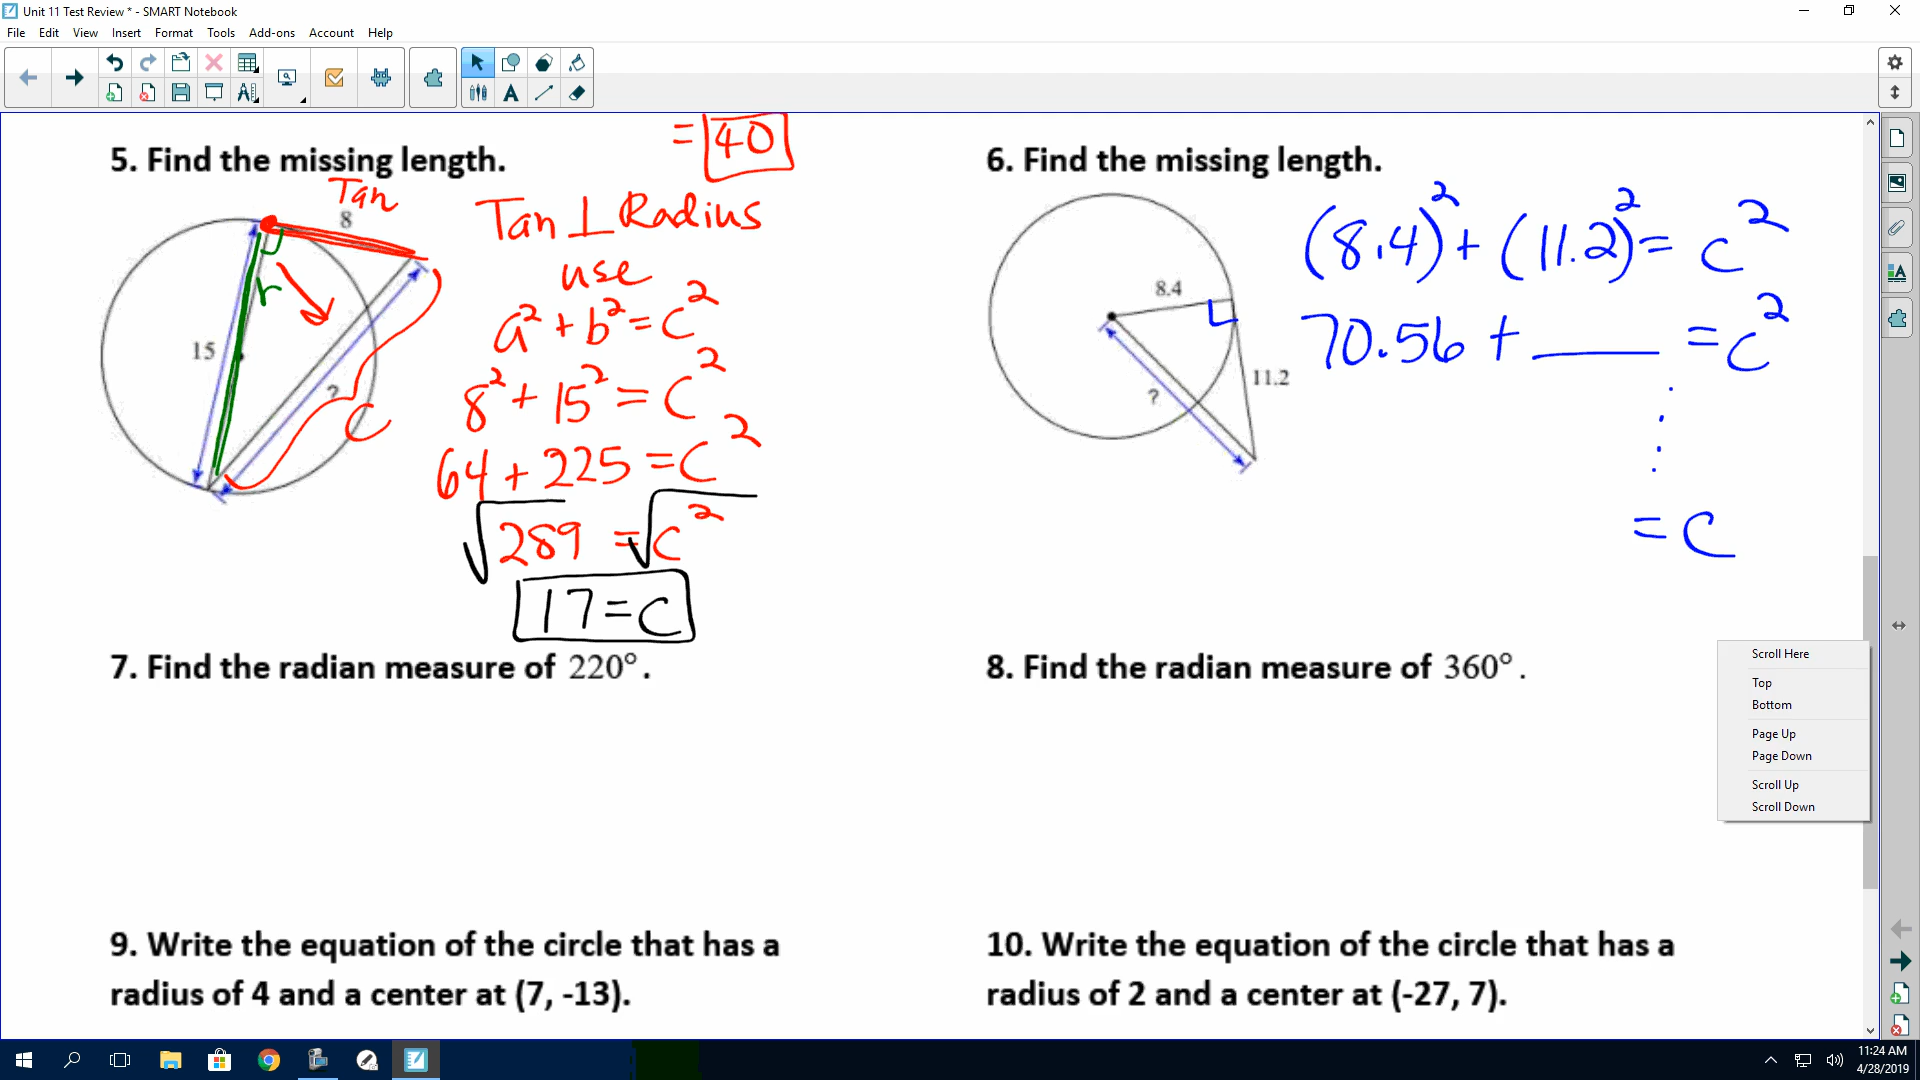 Unit 11 Test Review * - SMART Notebook
File Edit View Insert Format Tools Add-ons Account Help
= 40
5. Find the missing length.
Tan
8
15
r
?
C
Tan ⊥ Radius
use
a² + b² = c²
8² + 15² = C²
64 + 225 = C²
√289 = √c²
17 = C
6. Find the missing length.
8.4
11.2
?
(8.4)² + (11.2)² = c²
70.56 + ____ = c²
= C
7. Find the radian measure of 220°.
8. Find the radian measure of 360°.
Scroll Here
Top
Bottom
Page Up
Page Down
Scroll Up
Scroll Down
9. Write the equation of the circle that has a
radius of 4 and a center at (7, -13).
10. Write the equation of the circle that has a
radius of 2 and a center at (-27, 7).
11:24 AM
4/28/2019